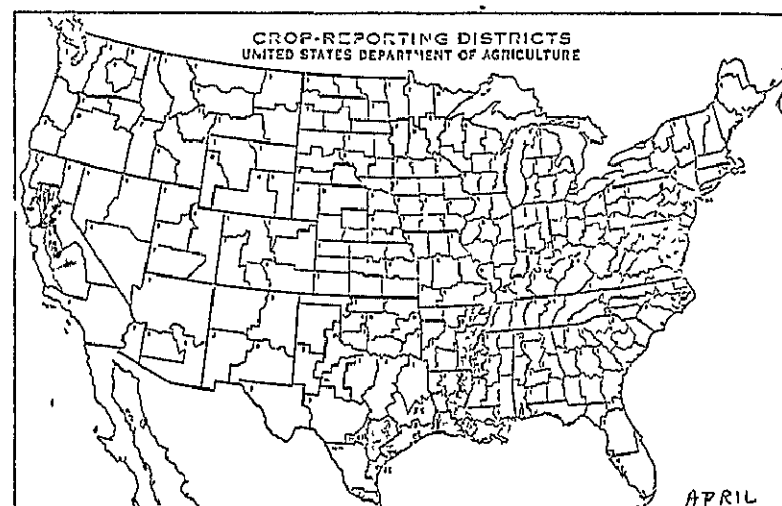 CROP-REPORTING DISTRICTS
UNITED STATES DEPARTMENT OF AGRICULTURE
APRIL